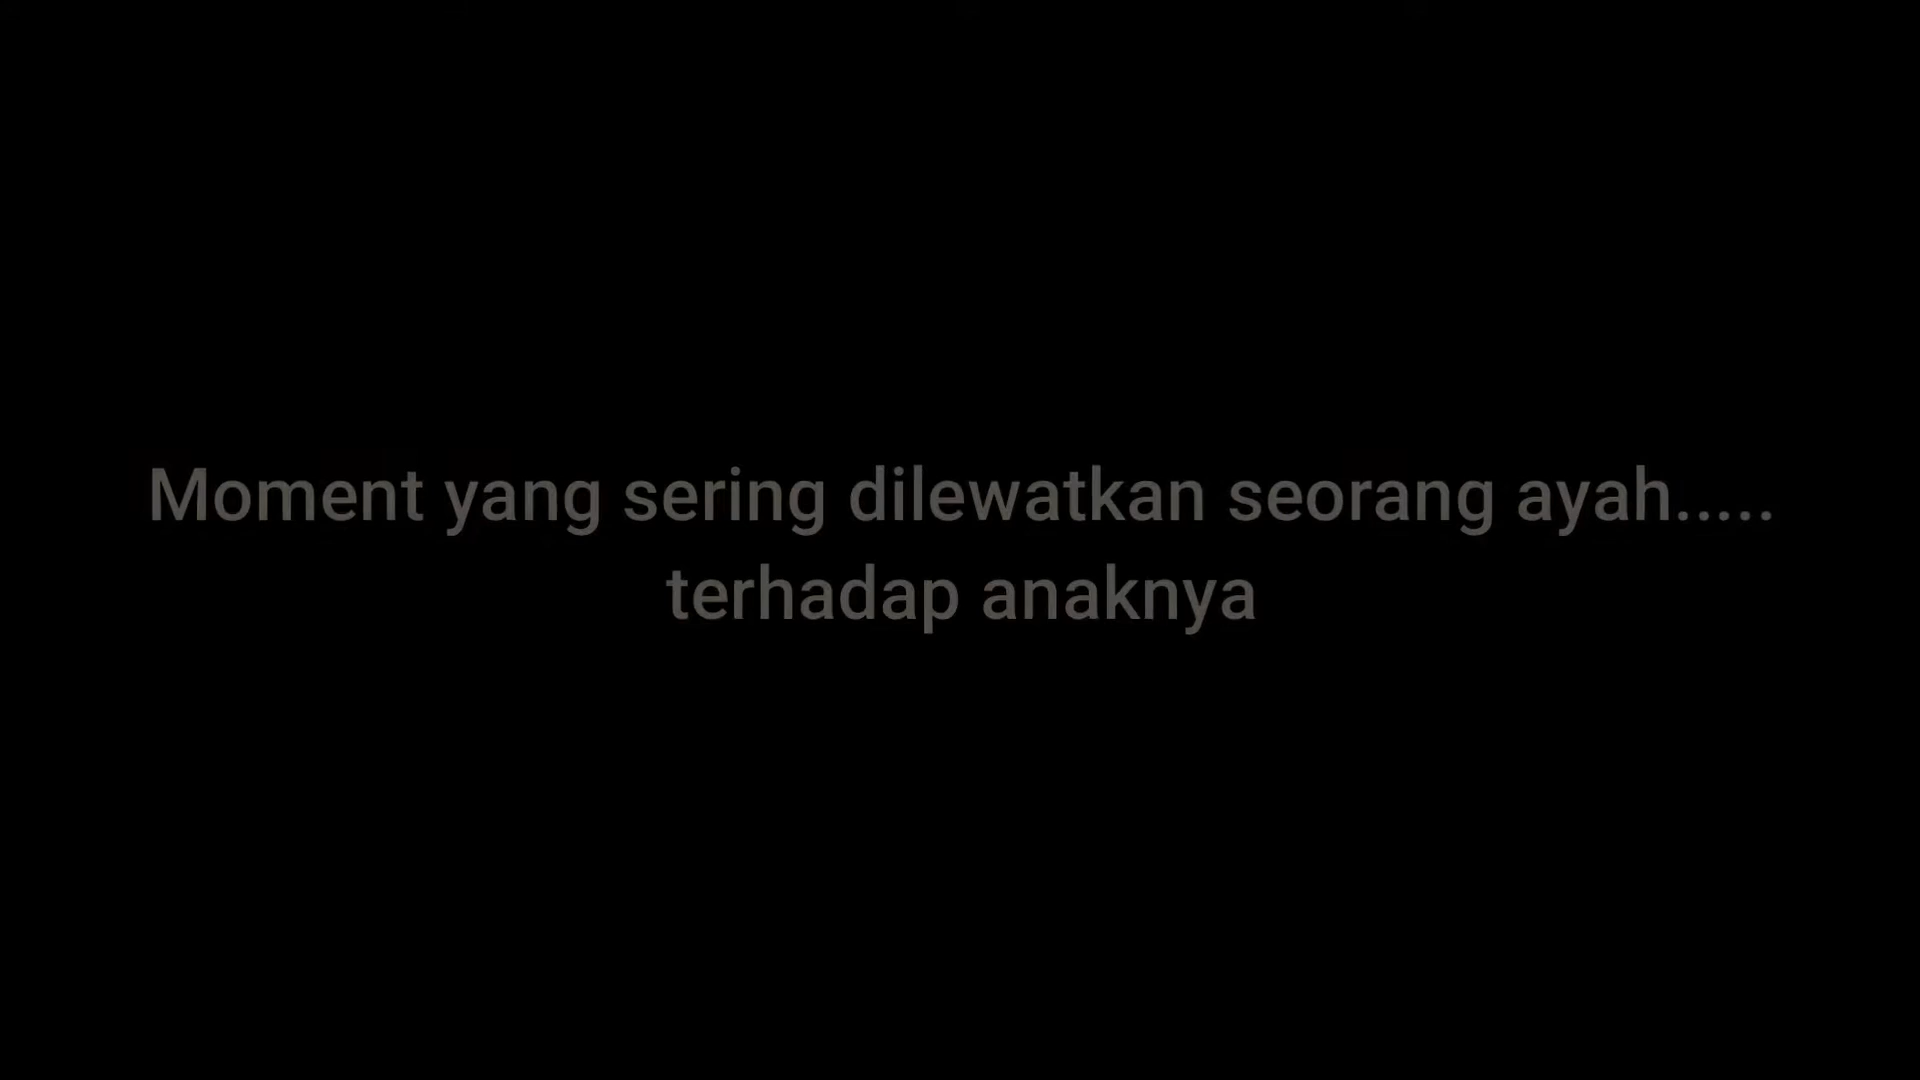 Moment yang sering dilewatkan seorang ayah.....
terhadap anaknya